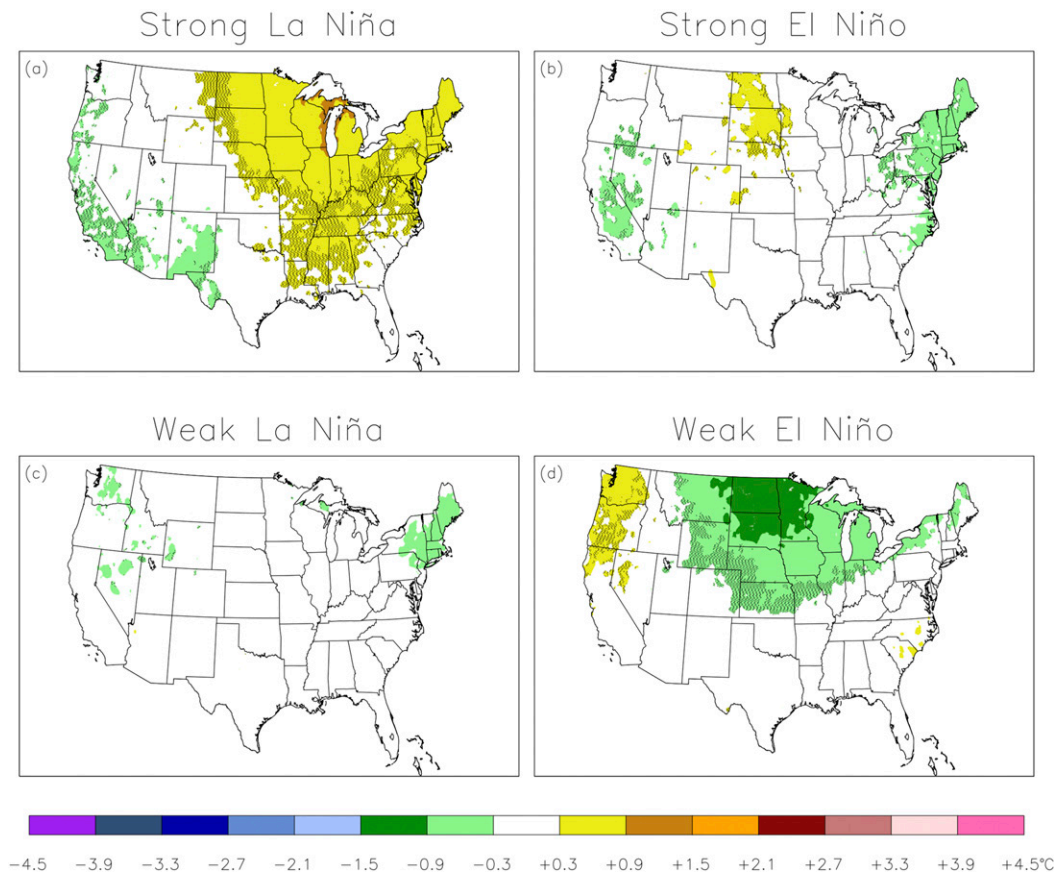 Strong La Niña
Strong El Niño
(a)
(b)
Weak La Niña
Weak El Niño
(c)
(d)
−4.5 −3.9 −3.3 −2.7 −2.1 −1.5 −0.9 −0.3 +0.3 +0.9 +1.5 +2.1 +2.7 +3.3 +3.9 +4.5°C